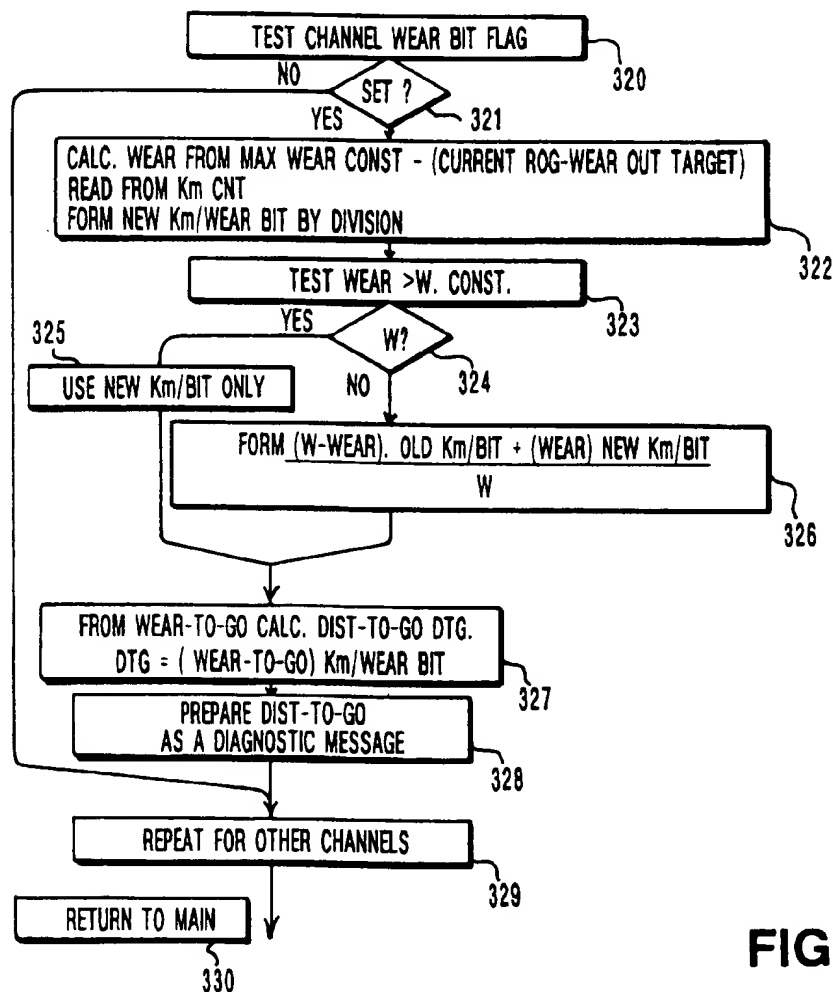 TEST CHANNEL WEAR BIT FLAG
320
NO
SET ?
321
YES
CALC. WEAR FROM MAX WEAR CONST - (CURRENT ROG-WEAR OUT TARGET)
READ FROM Km CNT
FORM NEW Km/WEAR BIT BY DIVISION
322
TEST WEAR >W. CONST.
323
YES
W?
324
325
USE NEW Km/BIT ONLY
NO
FORM (W-WEAR). OLD Km/BIT + (WEAR) NEW Km/BIT
W
326
FROM WEAR-TO-GO CALC. DIST-TO-GO DTG.
DTG = ( WEAR-TO-GO) Km/WEAR BIT
327
PREPARE DIST-TO-GO
AS A DIAGNOSTIC MESSAGE
328
REPEAT FOR OTHER CHANNELS
329
RETURN TO MAIN
330
FIG